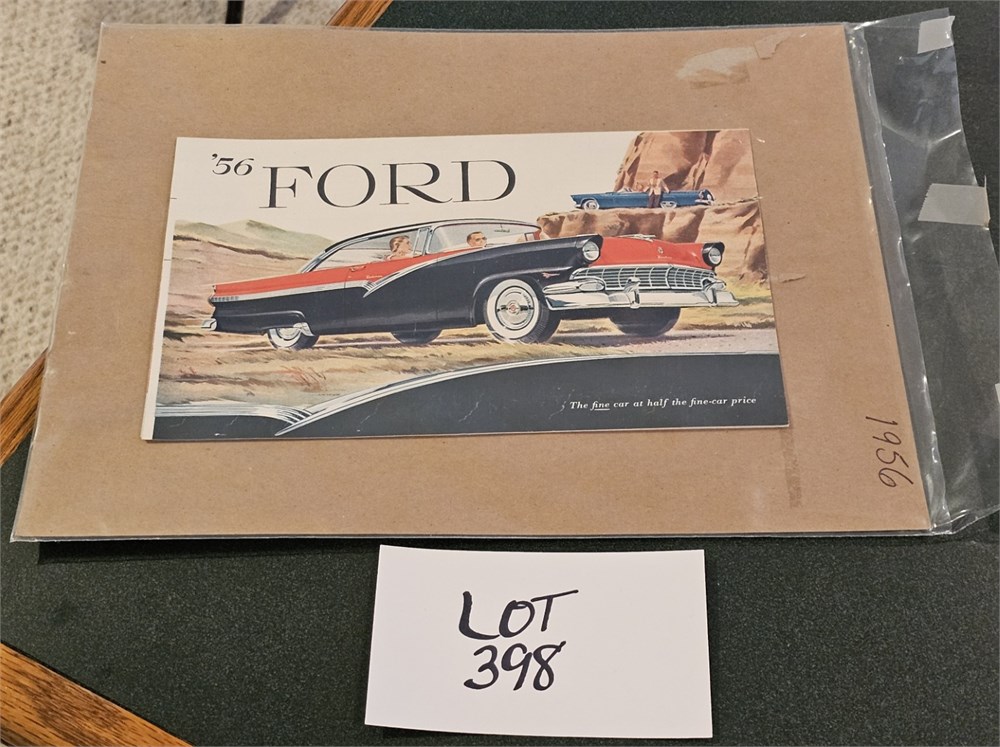 '56 FORD
The fine car at half the fine-car price
1956
LOT
398